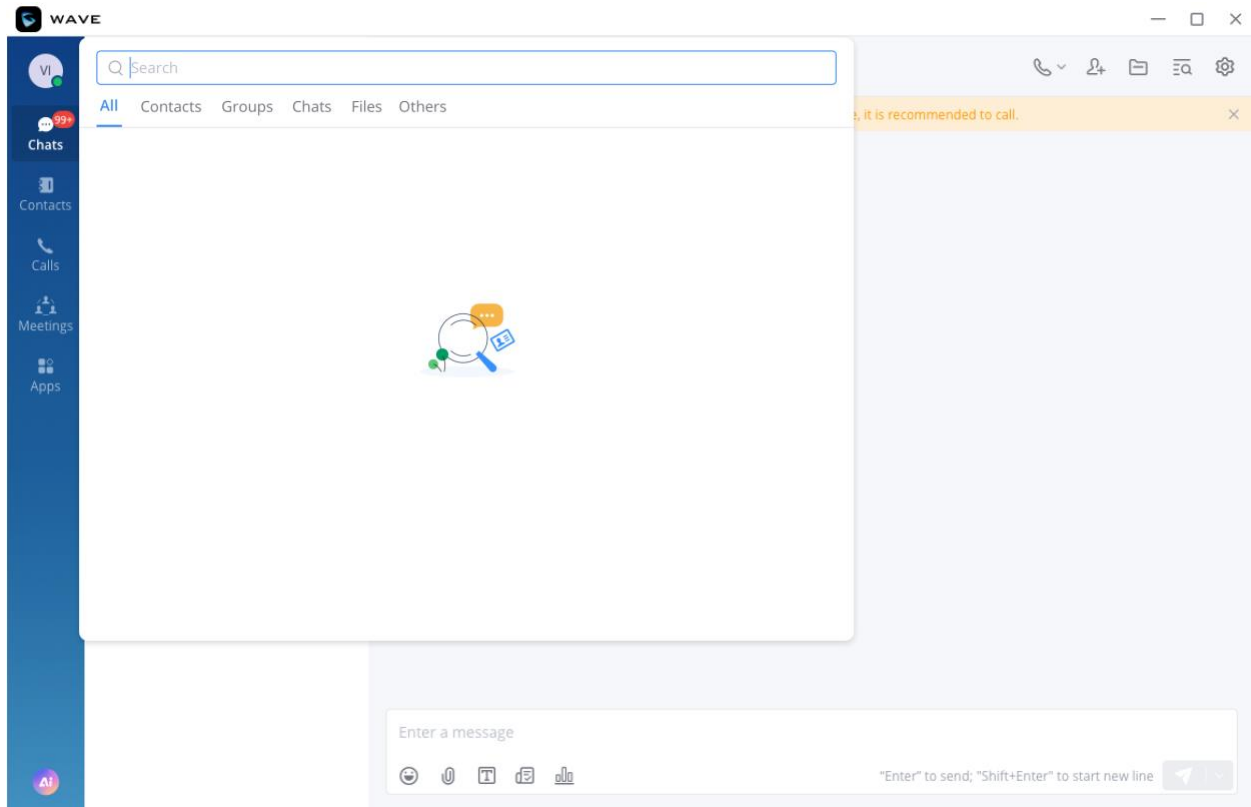 WAVE
VI
Search
All Contacts Groups Chats Files Others
, it is recommended to call.
99+
Chats
Contacts
Calls
Meetings
Apps
Enter a message
"Enter" to send; "Shift+Enter" to start new line
Ai